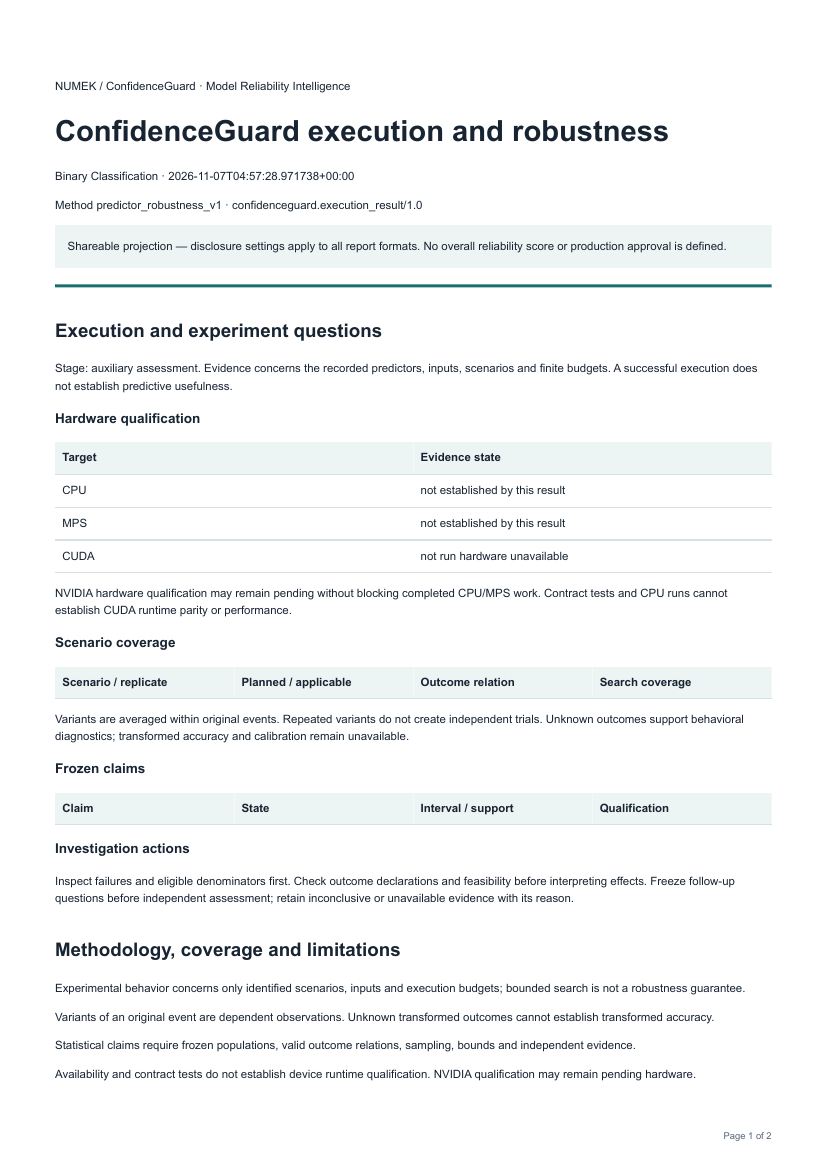 NUMEK / ConfidenceGuard · Model Reliability Intelligence
ConfidenceGuard execution and robustness
Binary Classification · 2026-11-07T04:57:28.971738+00:00
Method predictor_robustness_v1 · confidenceguard.execution_result/1.0
Shareable projection — disclosure settings apply to all report formats. No overall reliability score or production approval is defined.
Execution and experiment questions
Stage: auxiliary assessment. Evidence concerns the recorded predictors, inputs, scenarios and finite budgets. A successful execution does
not establish predictive usefulness.
Hardware qualification
Target Evidence state
CPU not established by this result
MPS not established by this result
CUDA not run hardware unavailable
NVIDIA hardware qualification may remain pending without blocking completed CPU/MPS work. Contract tests and CPU runs cannot
establish CUDA runtime parity or performance.
Scenario coverage
Scenario / replicate Planned / applicable Outcome relation Search coverage
Variants are averaged within original events. Repeated variants do not create independent trials. Unknown outcomes support behavioral
diagnostics; transformed accuracy and calibration remain unavailable.
Frozen claims
Claim State Interval / support Qualification
Investigation actions
Inspect failures and eligible denominators first. Check outcome declarations and feasibility before interpreting effects. Freeze follow-up
questions before independent assessment; retain inconclusive or unavailable evidence with its reason.
Methodology, coverage and limitations
Experimental behavior concerns only identified scenarios, inputs and execution budgets; bounded search is not a robustness guarantee.
Variants of an original event are dependent observations. Unknown transformed outcomes cannot establish transformed accuracy.
Statistical claims require frozen populations, valid outcome relations, sampling, bounds and independent evidence.
Availability and contract tests do not establish device runtime qualification. NVIDIA qualification may remain pending hardware.
Page 1 of 2